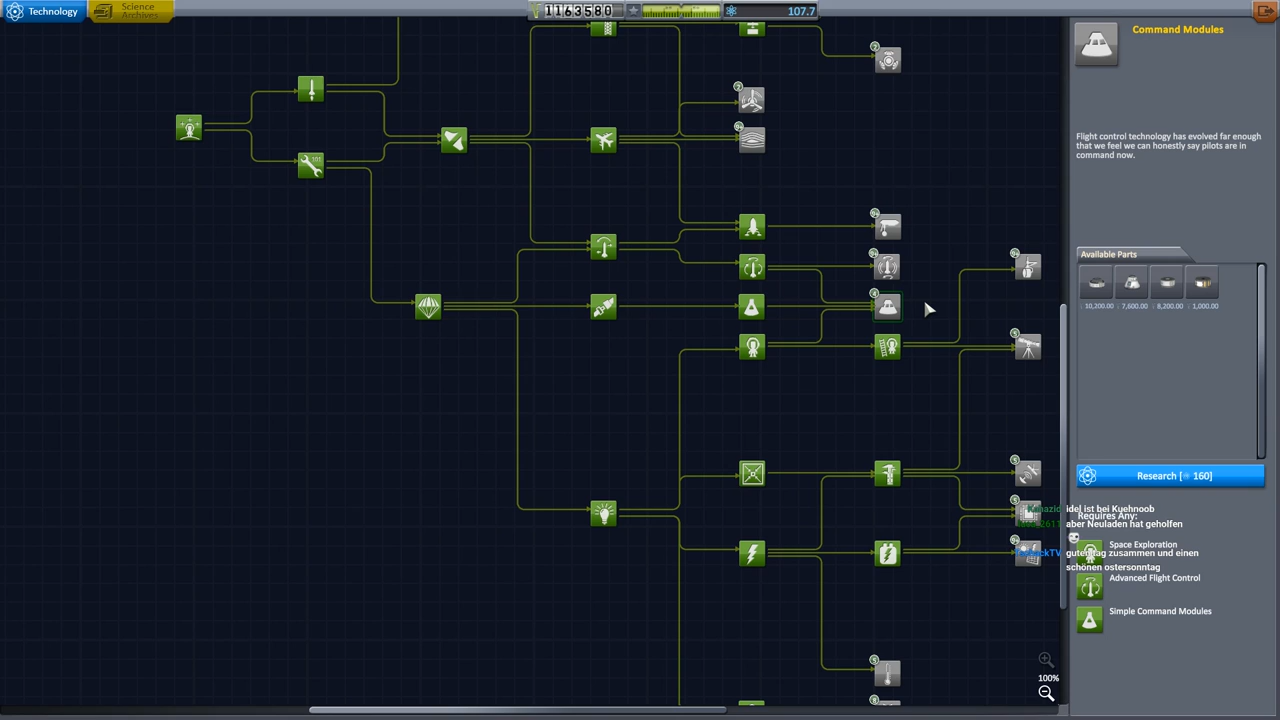 Technology
Science
Archives
1163580
107.7
Command Modules
Flight control technology has evolved far enough
that we feel we can honestly say pilots are in
command now.
Available Parts
10,200.00 7,600.00 8,200.00 1,000.00
Research [ 160]
idel ist bei Kuehnoob
Requires Any:
aber Neuladen hat geholfen
Space Exploration
guten tag zusammen und einen
schönen ostersonntag
Advanced Flight Control
Simple Command Modules
100%